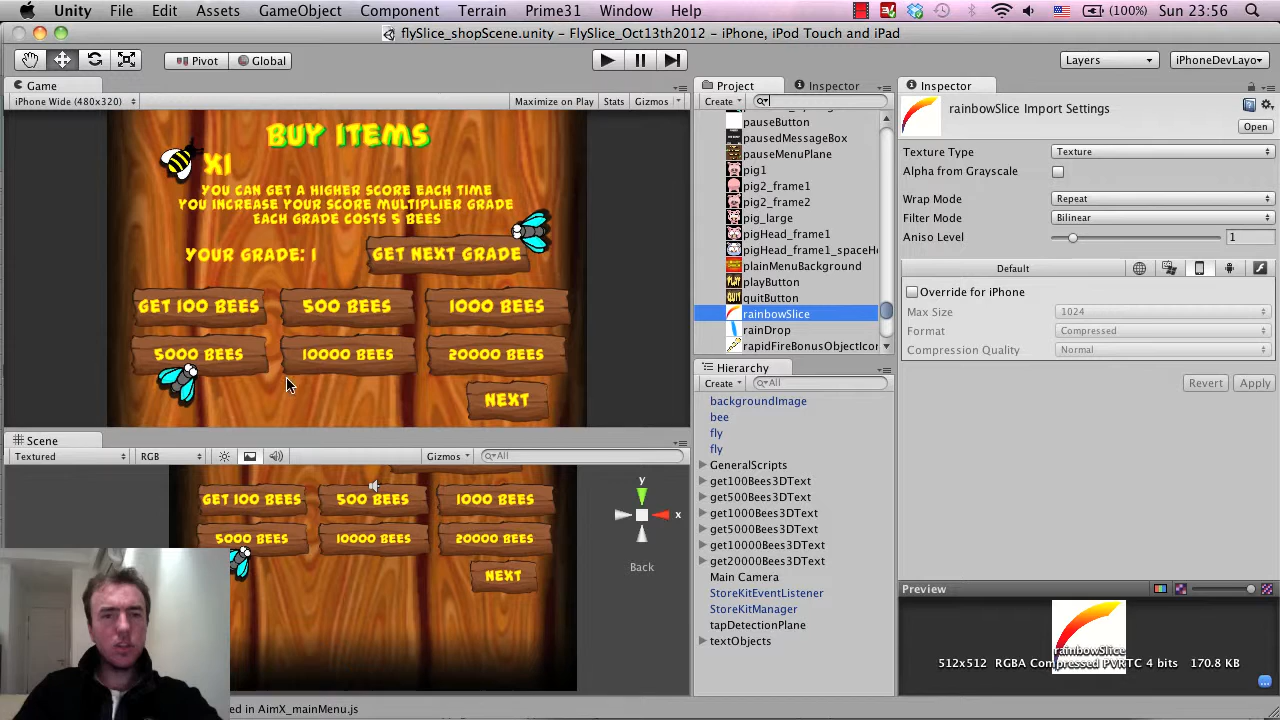 Unity File Edit Assets GameObject Component Terrain Prime31 Window Help (100%) Sun 23:56
flySlice_shopScene.unity - FlySlice_Oct13th2012 - iPhone, iPod Touch and iPad
Pivot Global Layers iPhoneDevLayo
Game
iPhone Wide (480x320) Maximize on Play Stats Gizmos
BUY ITEMS
X1
YOU CAN GET A HIGHER SCORE EACH TIME
YOU INCREASE YOUR SCORE MULTIPLIER GRADE
EACH GRADE COSTS 5 BEES
YOUR GRADE: 1 GET NEXT GRADE
GET 100 BEES 500 BEES 1000 BEES
5000 BEES 10000 BEES 20000 BEES
NEXT
Scene
Textured RGB Gizmos All
GET 100 BEES 500 BEES 1000 BEES
5000 BEES 10000 BEES 20000 BEES
NEXT
y
x
Back
ed in AimX_mainMenu.js
Project Inspector
Create
pauseButton
pausedMessageBox
pauseMenuPlane
pig1
pig2_frame1
pig2_frame2
pig_large
pigHead_frame1
pigHead_frame1_spaceHe
plainMenuBackground
playButton
quitButton
rainbowSlice
rainDrop
rapidFireBonusObjectIcon
Hierarchy
Create All
backgroundImage
bee
fly
fly
GeneralScripts
get100Bees3DText
get500Bees3DText
get1000Bees3DText
get5000Bees3DText
get10000Bees3DText
get20000Bees3DText
Main Camera
StoreKitEventListener
StoreKitManager
tapDetectionPlane
textObjects
Inspector
rainbowSlice Import Settings
Open
Texture Type Texture
Alpha from Grayscale
Wrap Mode Repeat
Filter Mode Bilinear
Aniso Level 1
Default
Override for iPhone
Max Size 1024
Format Compressed
Compression Quality Normal
Revert Apply
Preview
rainbowSlice
512x512 RGBA Compressed PVRTC 4 bits 170.8 KB